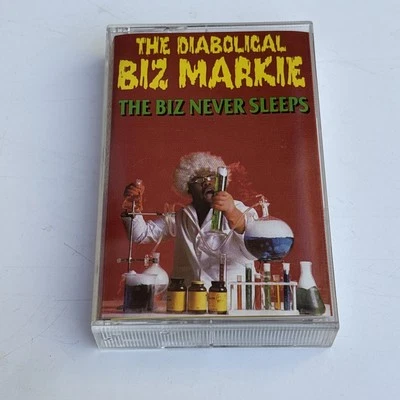 THE DIABOLICAL
BIZ MARKIE
THE BIZ NEVER SLEEPS